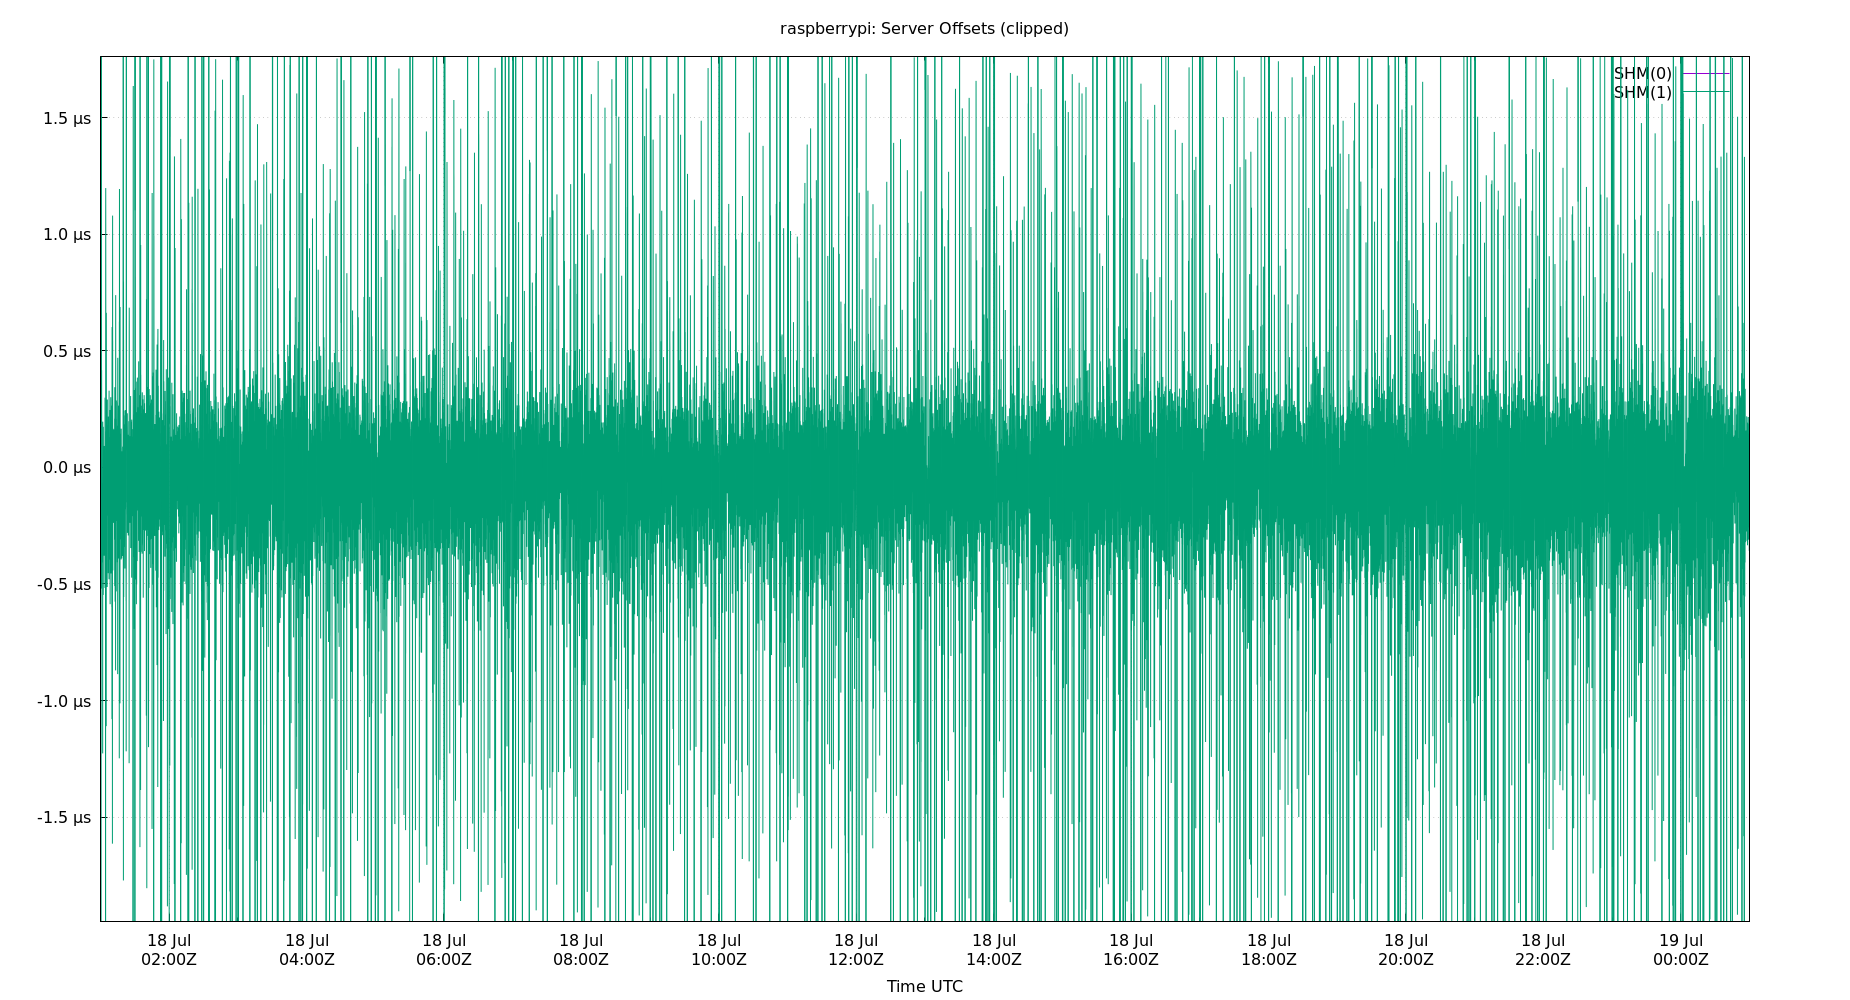 raspberrypi: Server Offsets (clipped)
SHM(0)
SHM(1)
1.5 µs
1.0 µs
0.5 µs
0.0 µs
-0.5 µs
-1.0 µs
-1.5 µs
18 Jul 18 Jul 18 Jul 18 Jul 18 Jul 18 Jul 18 Jul 18 Jul 18 Jul 18 Jul 18 Jul 19 Jul
02:00Z 04:00Z 06:00Z 08:00Z 10:00Z 12:00Z 14:00Z 16:00Z 18:00Z 20:00Z 22:00Z 00:00Z
Time UTC